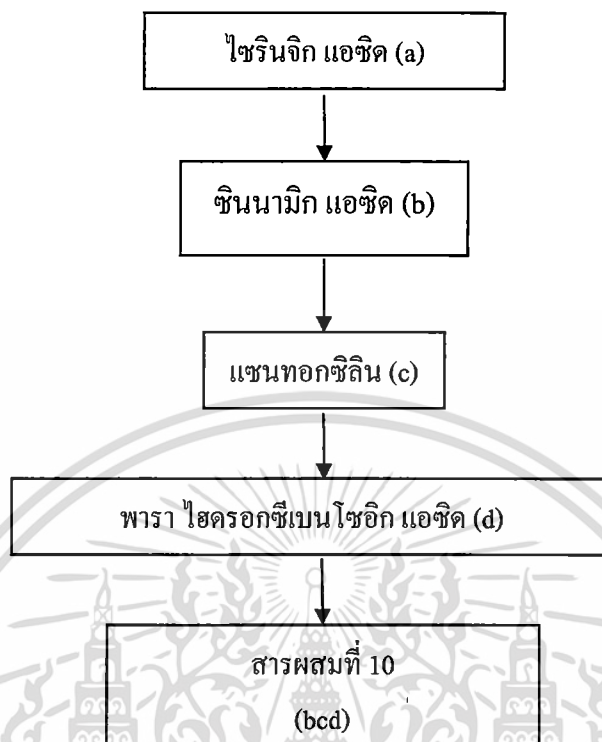 ไซรินจิก แอซิด (a)
ซินนามิก แอซิด (b)
แซนทอกซิลิน (c)
พารา ไฮดรอกซีเบนโซอิก แอซิด (d)
สารผสมที่ 10
(bcd)